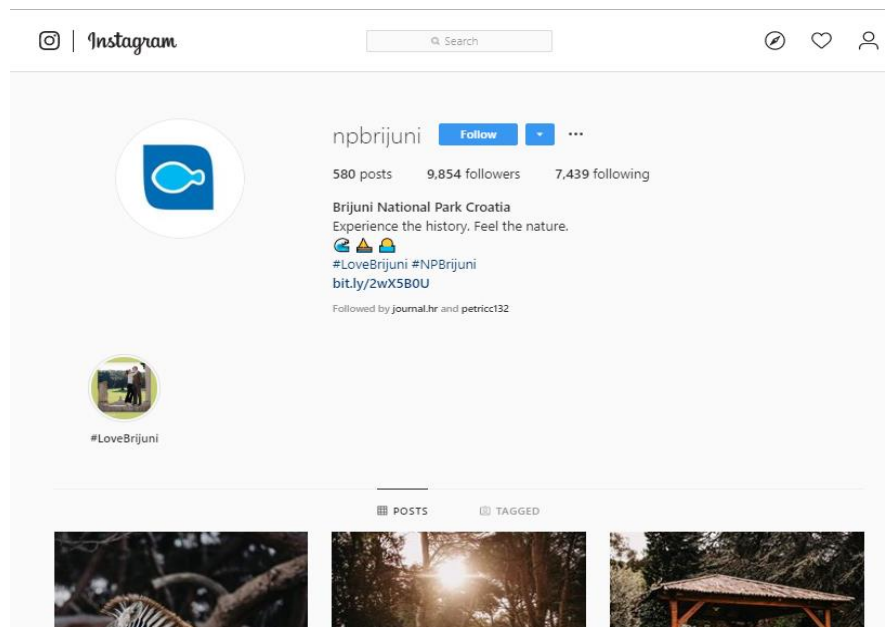 Instagram
Search
npbrijuni Follow
580 posts 9,854 followers 7,439 following
Brijuni National Park Croatia
Experience the history. Feel the nature.
#LoveBrijuni #NPBrijuni
bit.ly/2wX5B0U
Followed by journal.hr and petricc132
#LoveBrijuni
POSTS TAGGED